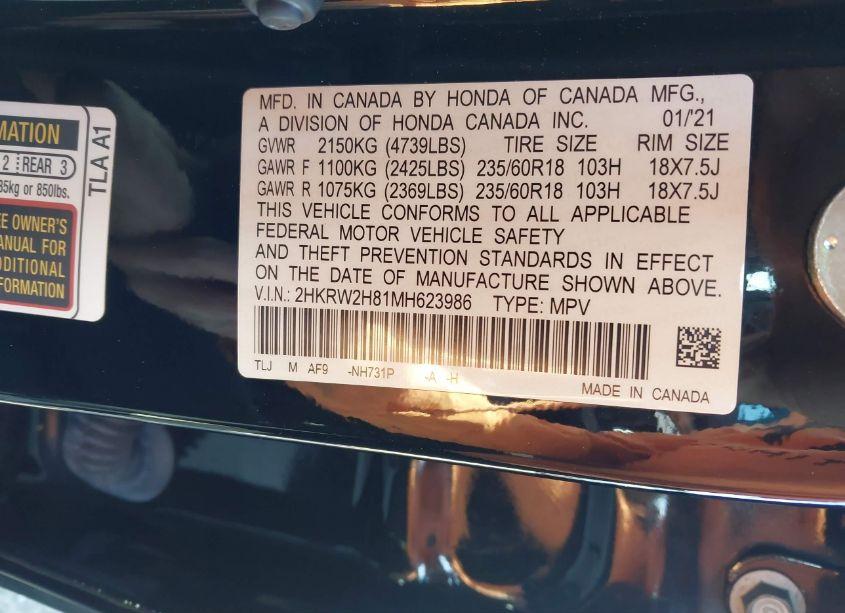 MATION
2 REAR 3
35kg or 850lbs.
EE OWNER'S
ANUAL FOR
DDITIONAL
FORMATION
TLA A1
MFD. IN CANADA BY HONDA OF CANADA MFG.,
A DIVISION OF HONDA CANADA INC. 01/'21
GVWR 2150KG (4739LBS) TIRE SIZE RIM SIZE
GAWR F 1100KG (2425LBS) 235/60R18 103H 18X7.5J
GAWR R 1075KG (2369LBS) 235/60R18 103H 18X7.5J
THIS VEHICLE CONFORMS TO ALL APPLICABLE
FEDERAL MOTOR VEHICLE SAFETY
AND THEFT PREVENTION STANDARDS IN EFFECT
ON THE DATE OF MANUFACTURE SHOWN ABOVE.
V.I.N.: 2HKRW2H81MH623986 TYPE: MPV
TLJ M AF9 -NH731P -A -H
MADE IN CANADA